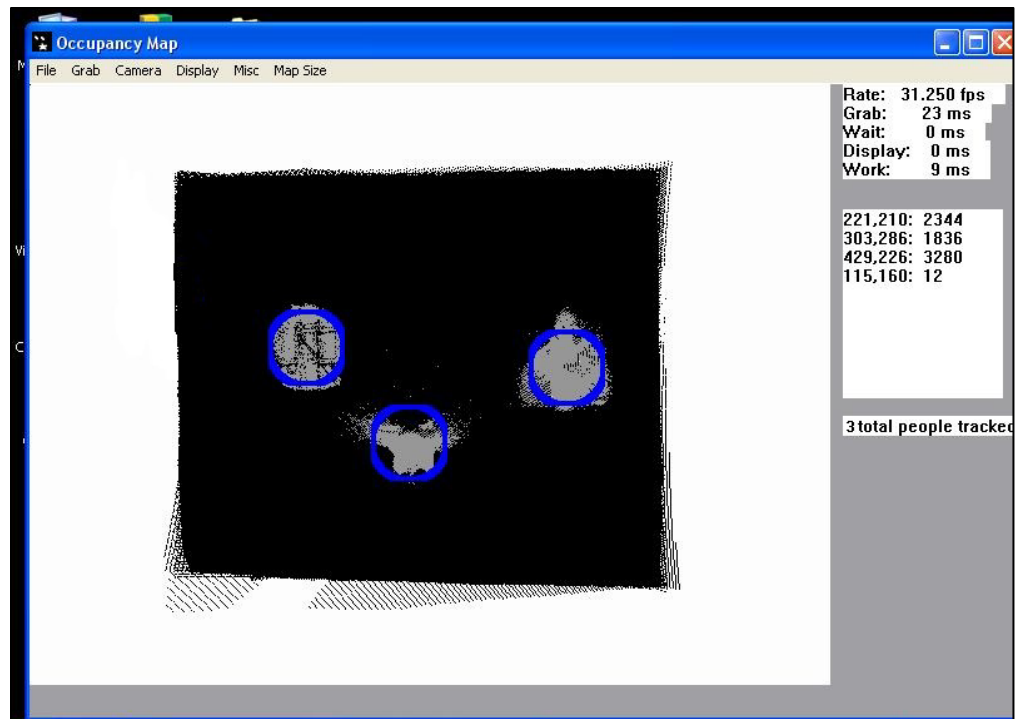 Occupancy Map
File Grab Camera Display Misc Map Size
Rate: 31.250 fps
Grab: 23 ms
Wait: 0 ms
Display: 0 ms
Work: 9 ms
221,210: 2344
303,286: 1836
429,226: 3280
115,160: 12
3 total people tracked